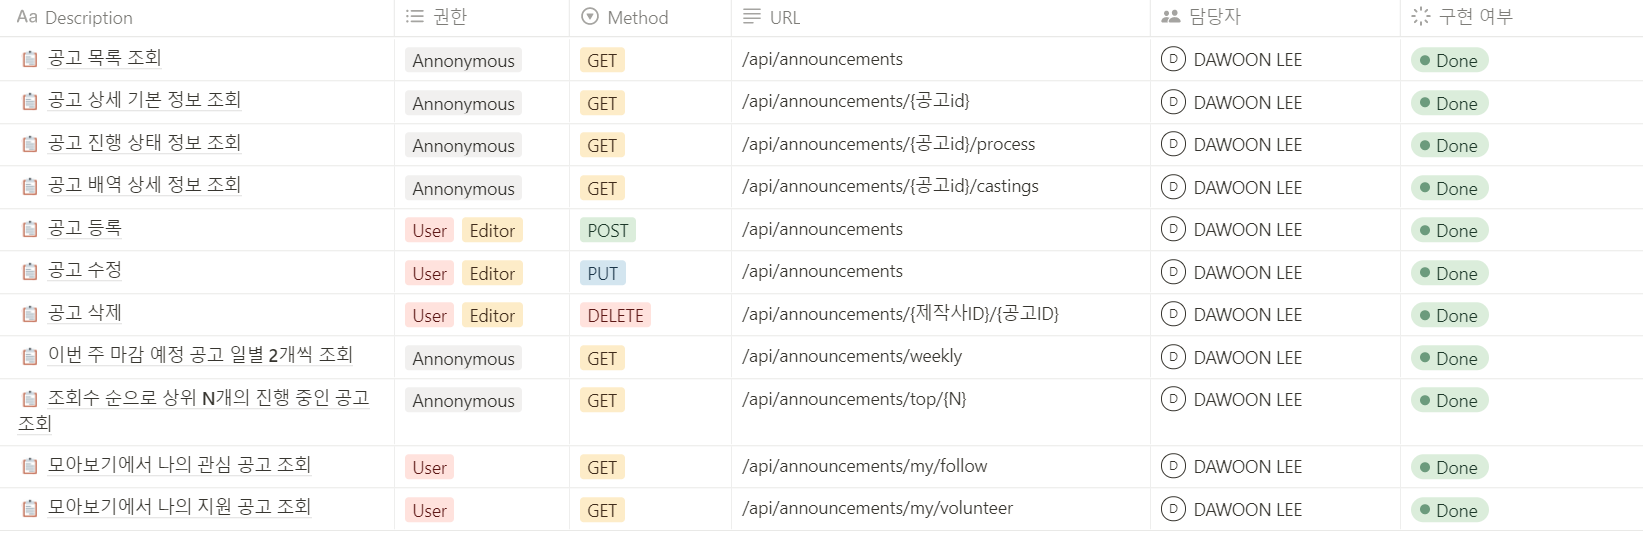 Aa Description 권한 Method URL 담당자 구현 여부
공고 목록 조회 Annonymous GET /api/announcements D DAWOON LEE Done
공고 상세 기본 정보 조회 Annonymous GET /api/announcements/{공고id} D DAWOON LEE Done
공고 진행 상태 정보 조회 Annonymous GET /api/announcements/{공고id}/process D DAWOON LEE Done
공고 배역 상세 정보 조회 Annonymous GET /api/announcements/{공고id}/castings D DAWOON LEE Done
공고 등록 User Editor POST /api/announcements D DAWOON LEE Done
공고 수정 User Editor PUT /api/announcements D DAWOON LEE Done
공고 삭제 User Editor DELETE /api/announcements/{제작사ID}/{공고ID} D DAWOON LEE Done
이번 주 마감 예정 공고 일별 2개씩 조회 Annonymous GET /api/announcements/weekly D DAWOON LEE Done
조회수 순으로 상위 N개의 진행 중인 공고 Annonymous GET /api/announcements/top/{N} D DAWOON LEE Done
조회
모아보기에서 나의 관심 공고 조회 User GET /api/announcements/my/follow D DAWOON LEE Done
모아보기에서 나의 지원 공고 조회 User GET /api/announcements/my/volunteer D DAWOON LEE Done